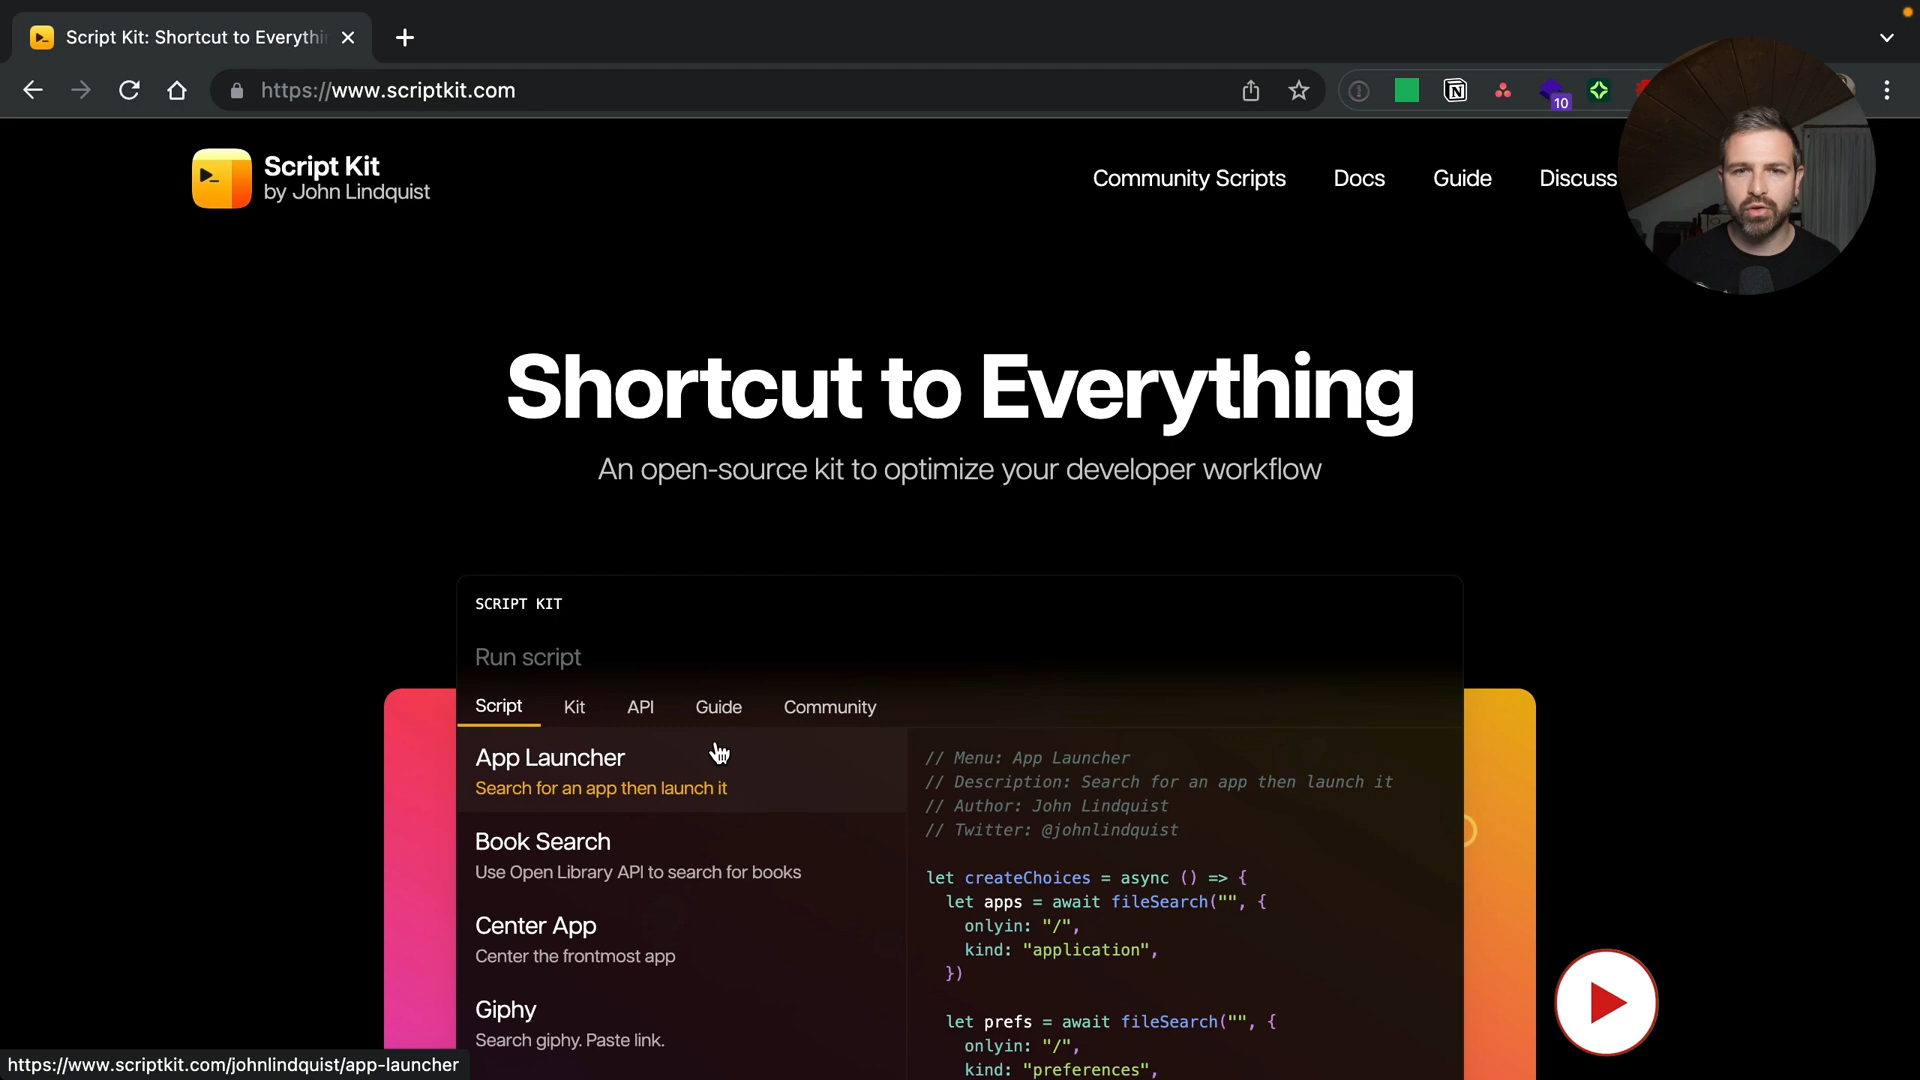 Script Kit: Shortcut to Everythi
https://www.scriptkit.com
10
Script Kit
by John Lindquist
Community Scripts
Docs
Guide
Discuss
Shortcut to Everything
An open-source kit to optimize your developer workflow
SCRIPT KIT
Run script
Script
Kit
API
Guide
Community
App Launcher
Search for an app then launch it
Book Search
Use Open Library API to search for books
Center App
Center the frontmost app
Giphy
Search giphy. Paste link.
// Menu: App Launcher
// Description: Search for an app then launch it
// Author: John Lindquist
// Twitter: @johnlindquist
let createChoices = async () => {
let apps = await fileSearch("", {
onlyin: "/",
kind: "application",
})
let prefs = await fileSearch("", {
onlyin: "/",
kind: "preferences",
https://www.scriptkit.com/johnlindquist/app-launcher